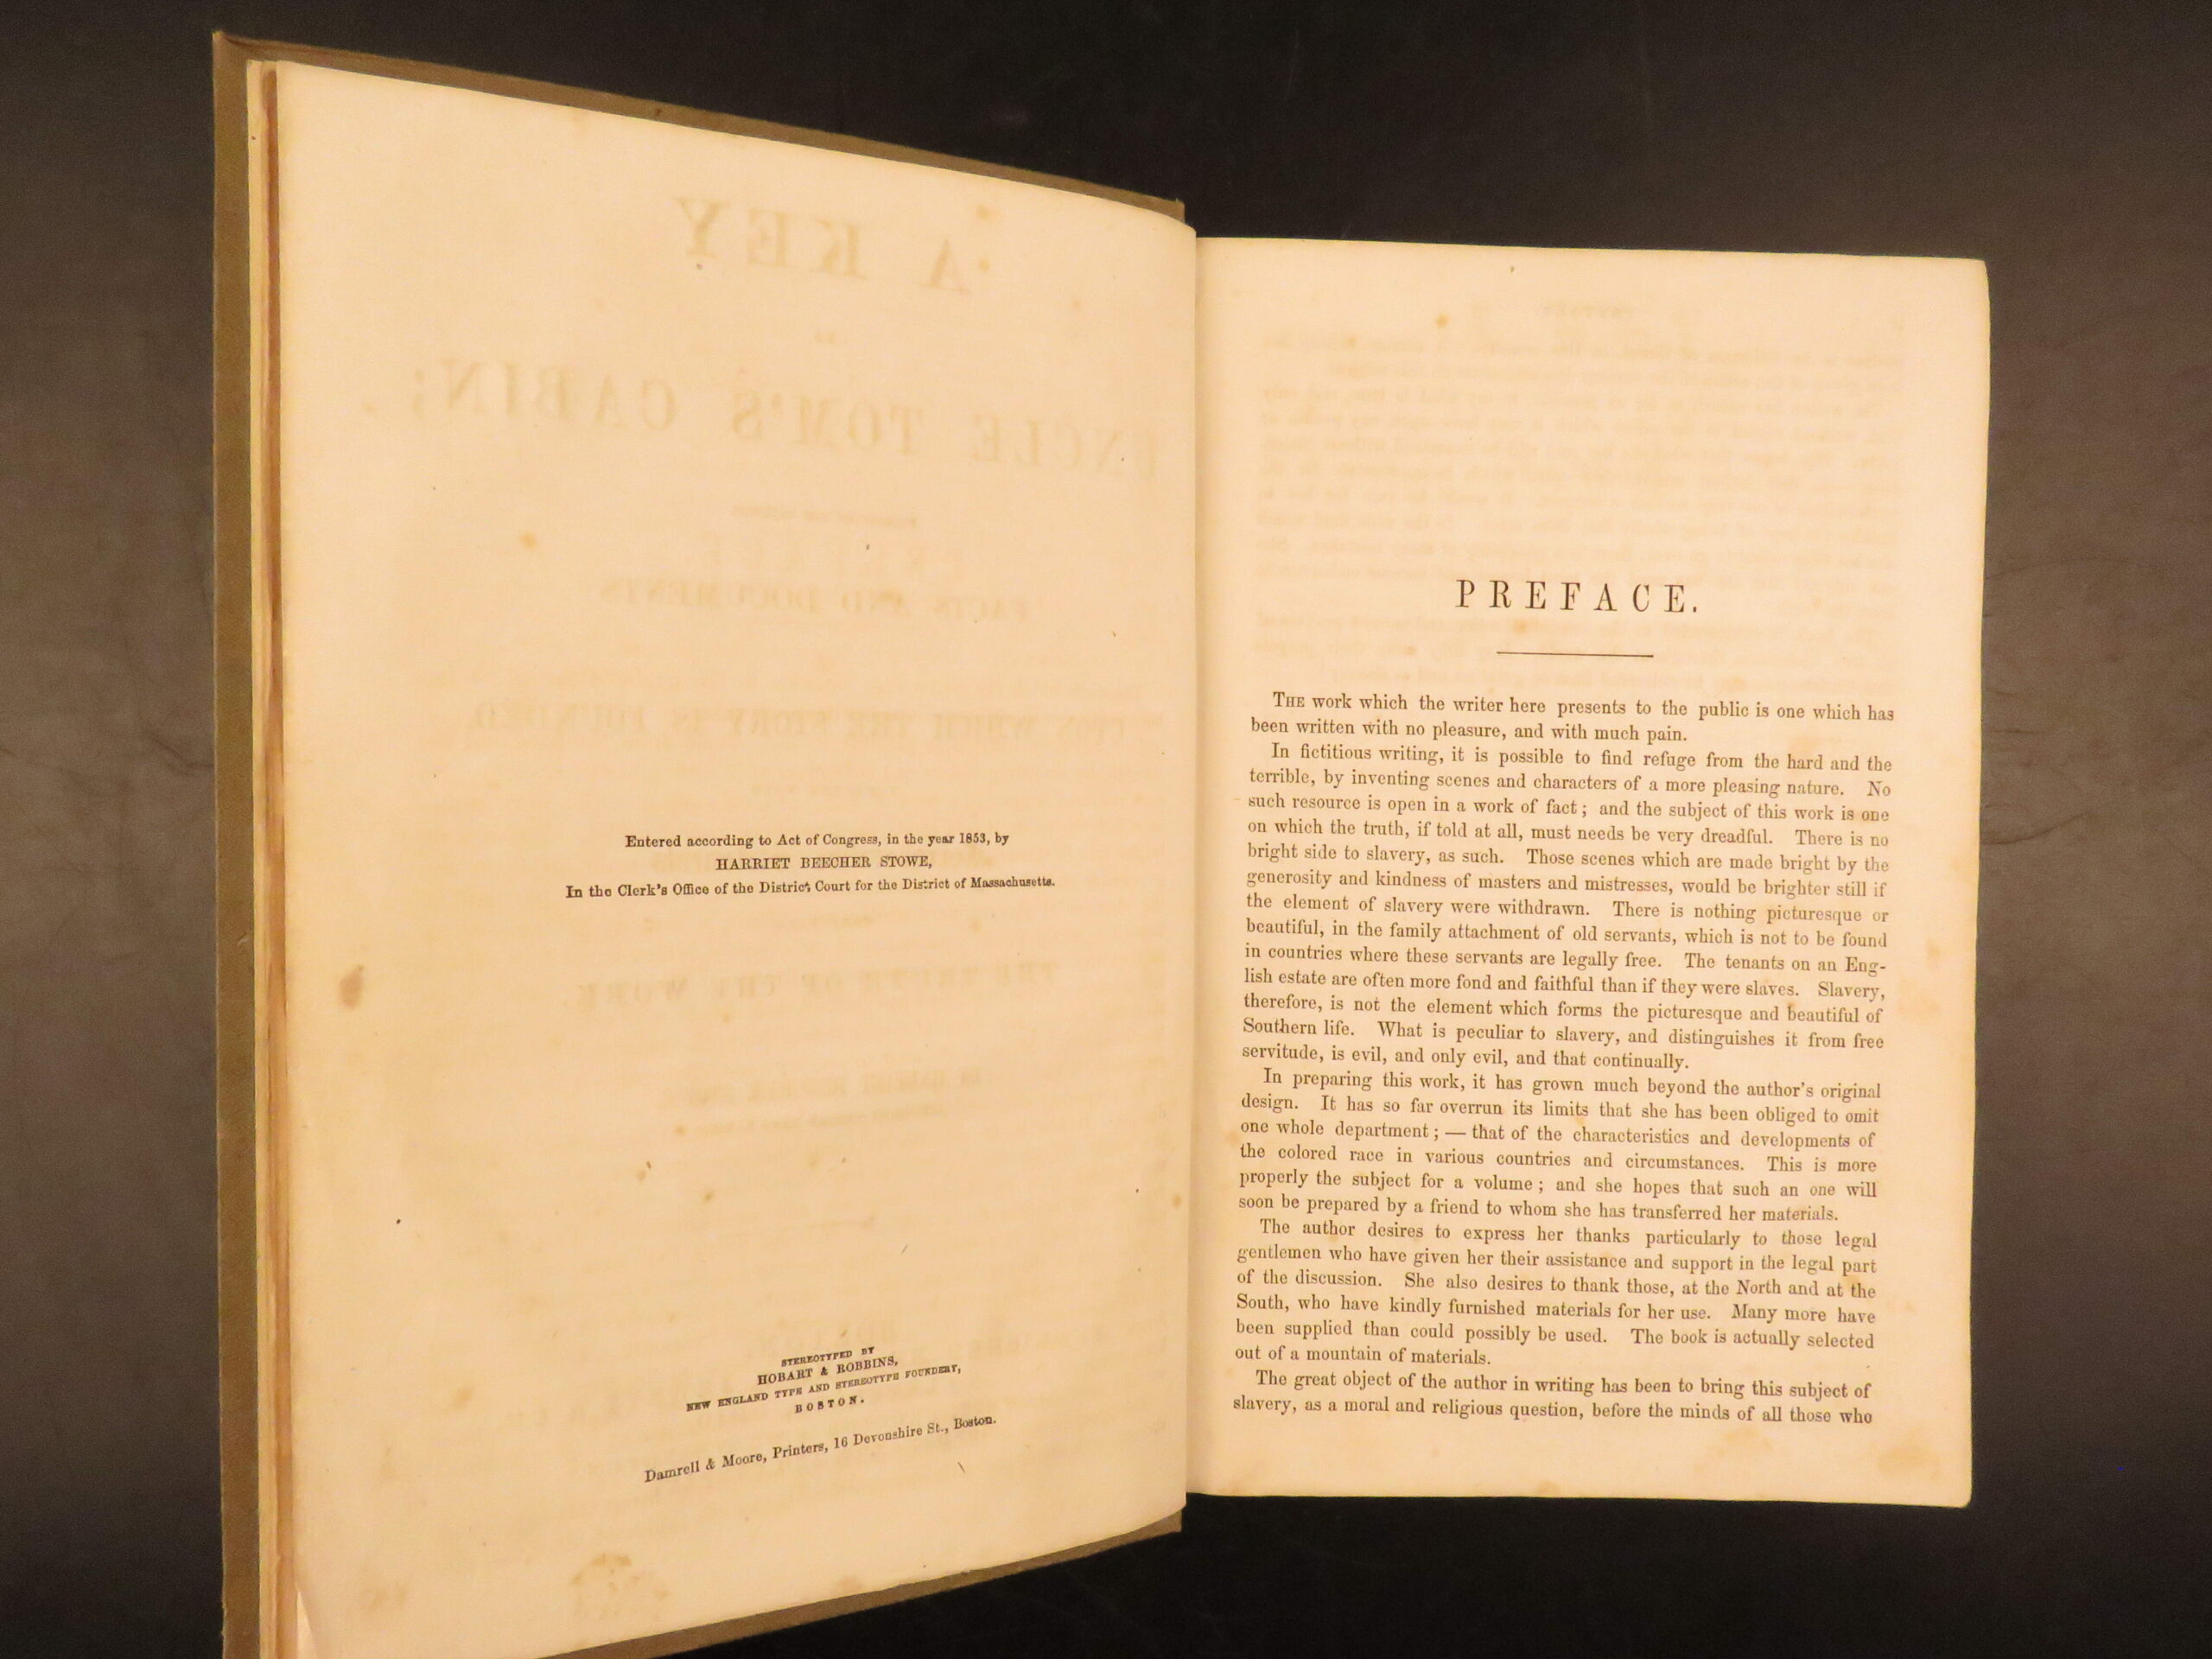 Entered according to Act of Congress, in the year 1853, by
HARRIET BEECHER STOWE,
In the Clerk's Office of the District Court for the District of Massachusetts.
STEREOTYPED BY
HOBART & ROBBINS,
NEW ENGLAND TYPE AND STEREOTYPE FOUNDERY,
BOSTON.
Damrell & Moore, Printers, 16 Devonshire St., Boston.
PREFACE.
THE work which the writer here presents to the public is one which has
been written with no pleasure, and with much pain.
In fictitious writing, it is possible to find refuge from the hard and the
terrible, by inventing scenes and characters of a more pleasing nature. No
such resource is open in a work of fact; and the subject of this work is one
on which the truth, if told at all, must needs be very dreadful. There is no
bright side to slavery, as such. Those scenes which are made bright by the
generosity and kindness of masters and mistresses, would be brighter still if
the element of slavery were withdrawn. There is nothing picturesque or
beautiful, in the family attachment of old servants, which is not to be found
in countries where these servants are legally free. The tenants on an Eng-
lish estate are often more fond and faithful than if they were slaves. Slavery,
therefore, is not the element which forms the picturesque and beautiful of
Southern life. What is peculiar to slavery, and distinguishes it from free
servitude, is evil, and only evil, and that continually.
In preparing this work, it has grown much beyond the author's original
design. It has so far overrun its limits that she has been obliged to omit
one whole department; — that of the characteristics and developments of
the colored race in various countries and circumstances. This is more
properly the subject for a volume; and she hopes that such an one will
soon be prepared by a friend to whom she has transferred her materials.
The author desires to express her thanks particularly to those legal
gentlemen who have given her their assistance and support in the legal part
of the discussion. She also desires to thank those, at the North and at the
South, who have kindly furnished materials for her use. Many more have
been supplied than could possibly be used. The book is actually selected
out of a mountain of materials.
The great object of the author in writing has been to bring this subject of
slavery, as a moral and religious question, before the minds of all those who